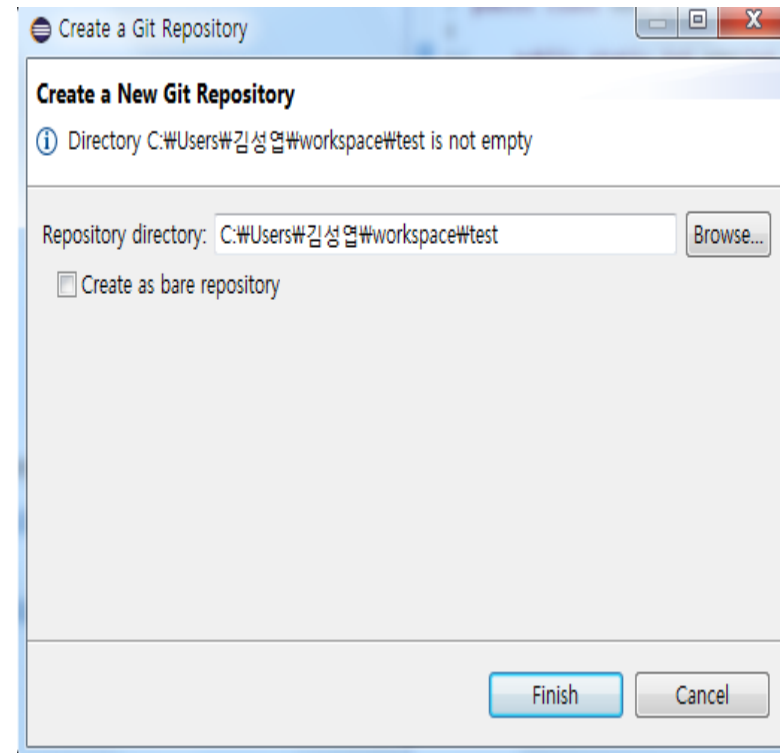 Create a Git Repository
Create a New Git Repository
Directory C:₩Users₩김성엽₩workspace₩test is not empty
Repository directory: C:₩Users₩김성엽₩workspace₩test Browse...
Create as bare repository
Finish Cancel